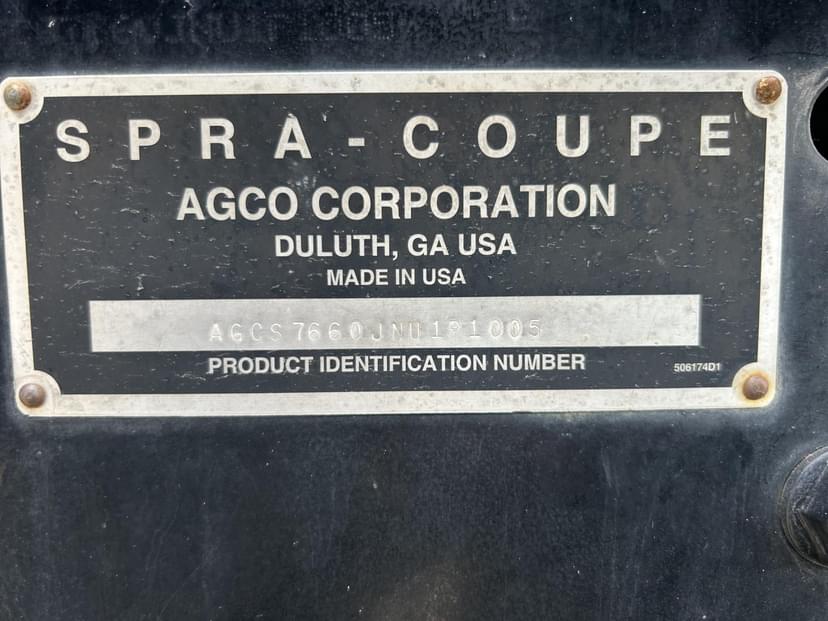 SPRA-COUPE
AGCO CORPORATION
DULUTH, GA USA
MADE IN USA
PRODUCT IDENTIFICATION NUMBER
506174D1